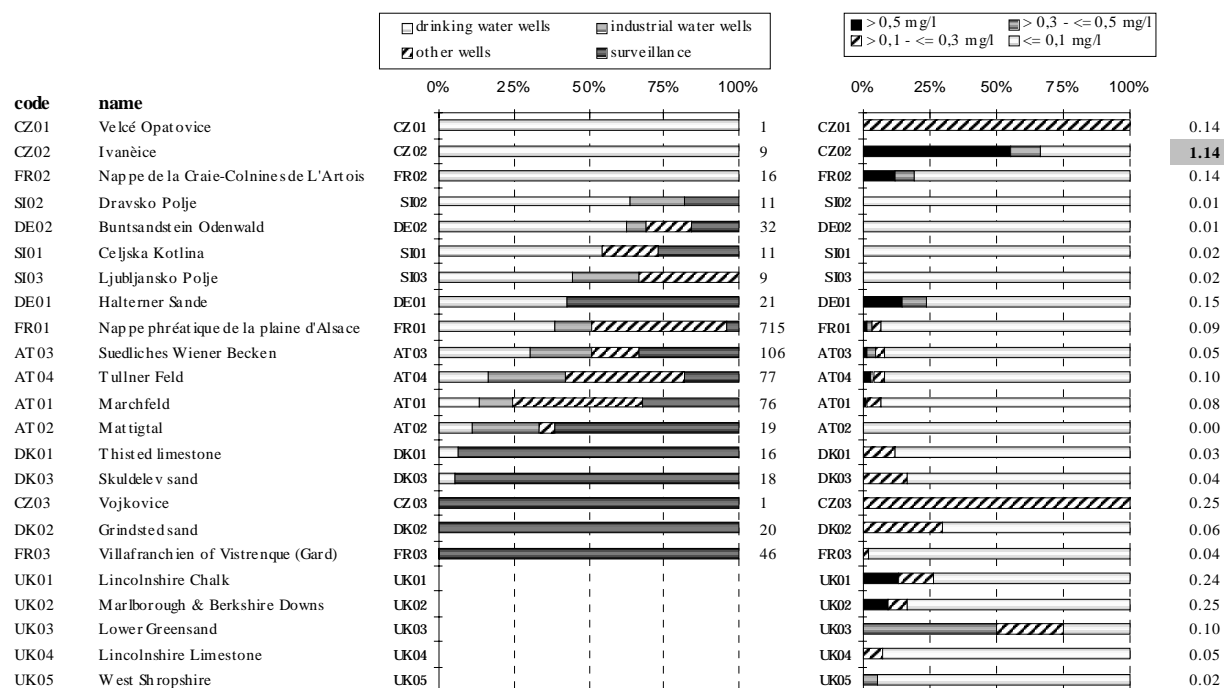 drinking water wells industrial water wells
other wells surveillance
> 0,5 mg/l > 0,3 - <= 0,5 mg/l
> 0,1 - <= 0,3 mg/l <= 0,1 mg/l
0% 25% 50% 75% 100% 0% 25% 50% 75% 100%
code name
CZ01 Velcé Opatovice CZ01 1 CZ01 0.14
CZ02 Ivanèice CZ02 9 CZ02 1.14
FR02 Nappe de la Craie-Colnines de L'Artois FR02 16 FR02 0.14
SI02 Dravsko Polje SI02 11 SI02 0.01
DE02 Buntsandstein Odenwald DE02 32 DE02 0.01
SI01 Celjska Kotlina SI01 11 SI01 0.02
SI03 Ljubljansko Polje SI03 9 SI03 0.02
DE01 Halterner Sande DE01 21 DE01 0.15
FR01 Nappe phréatique de la plaine d'Alsace FR01 715 FR01 0.09
AT03 Suedliches Wiener Becken AT03 106 AT03 0.05
AT04 Tullner Feld AT04 77 AT04 0.10
AT01 Marchfeld AT01 76 AT01 0.08
AT02 Mattigtal AT02 19 AT02 0.00
DK01 Thisted limestone DK01 16 DK01 0.03
DK03 Skuldelev sand DK03 18 DK03 0.04
CZ03 Vojkovice CZ03 1 CZ03 0.25
DK02 Grindsted sand DK02 20 DK02 0.06
FR03 Villafranchien of Vistrenque (Gard) FR03 46 FR03 0.04
UK01 Lincolnshire Chalk UK01 UK01 0.24
UK02 Marlborough & Berkshire Downs UK02 UK02 0.25
UK03 Lower Greensand UK03 UK03 0.10
UK04 Lincolnshire Limestone UK04 UK04 0.05
UK05 West Shropshire UK05 UK05 0.02